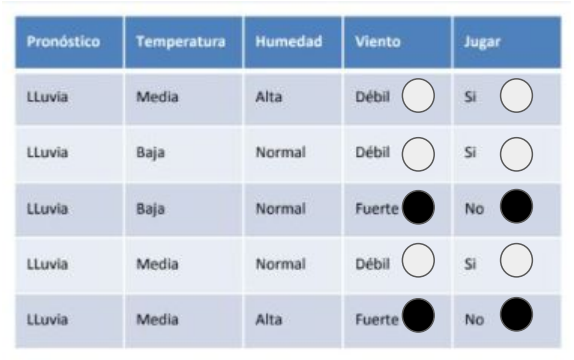 Pronóstico Temperatura Humedad Viento Jugar
LLuvia Media Alta Débil Si
LLuvia Baja Normal Débil Si
LLuvia Baja Normal Fuerte No
LLuvia Media Normal Débil Si
LLuvia Media Alta Fuerte No